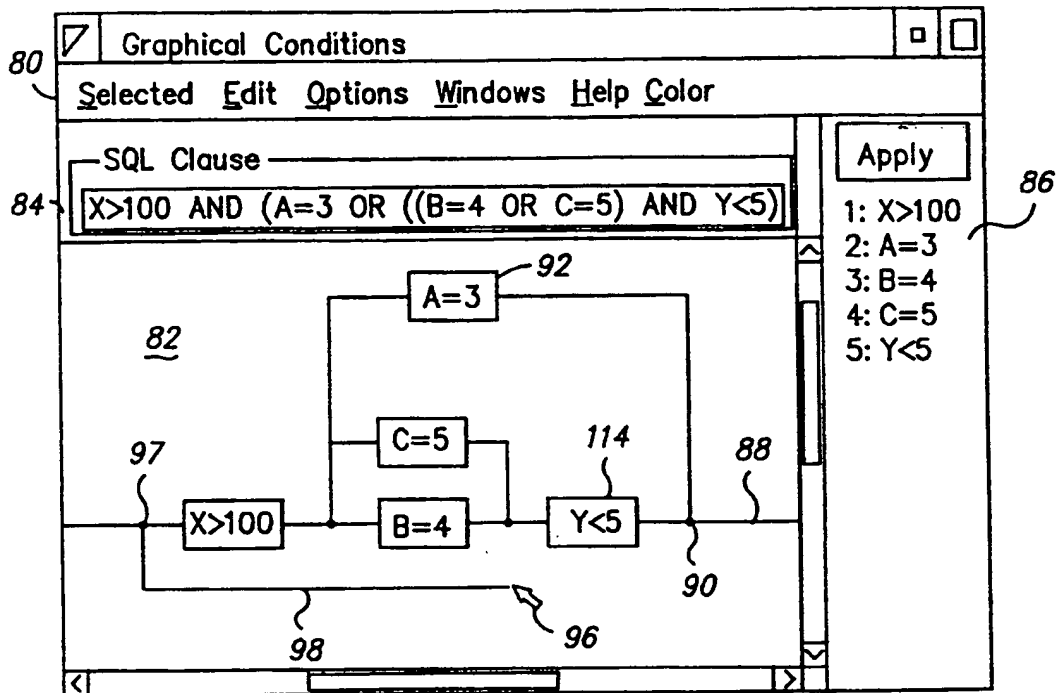 Graphical Conditions
80
Selected Edit Options Windows Help Color
SQL Clause
Apply
84
X>100 AND (A=3 OR ((B=4 OR C=5) AND Y<5)
86
1: X>100
2: A=3
3: B=4
4: C=5
5: Y<5
92
A=3
82
C=5
97
114
88
X>100
B=4
Y<5
90
98
96